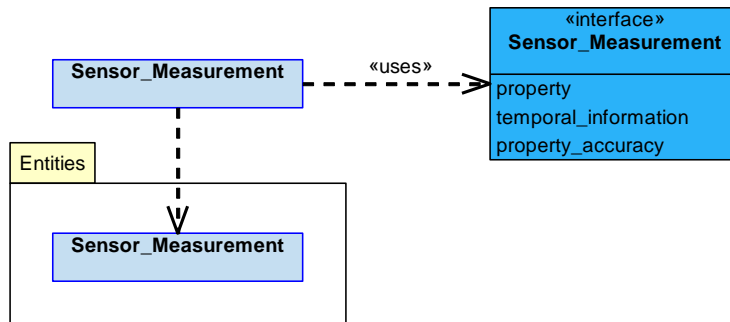 «interface»
Sensor_Measurement
Sensor_Measurement
«uses»
property
temporal_information
property_accuracy
Entities
Sensor_Measurement